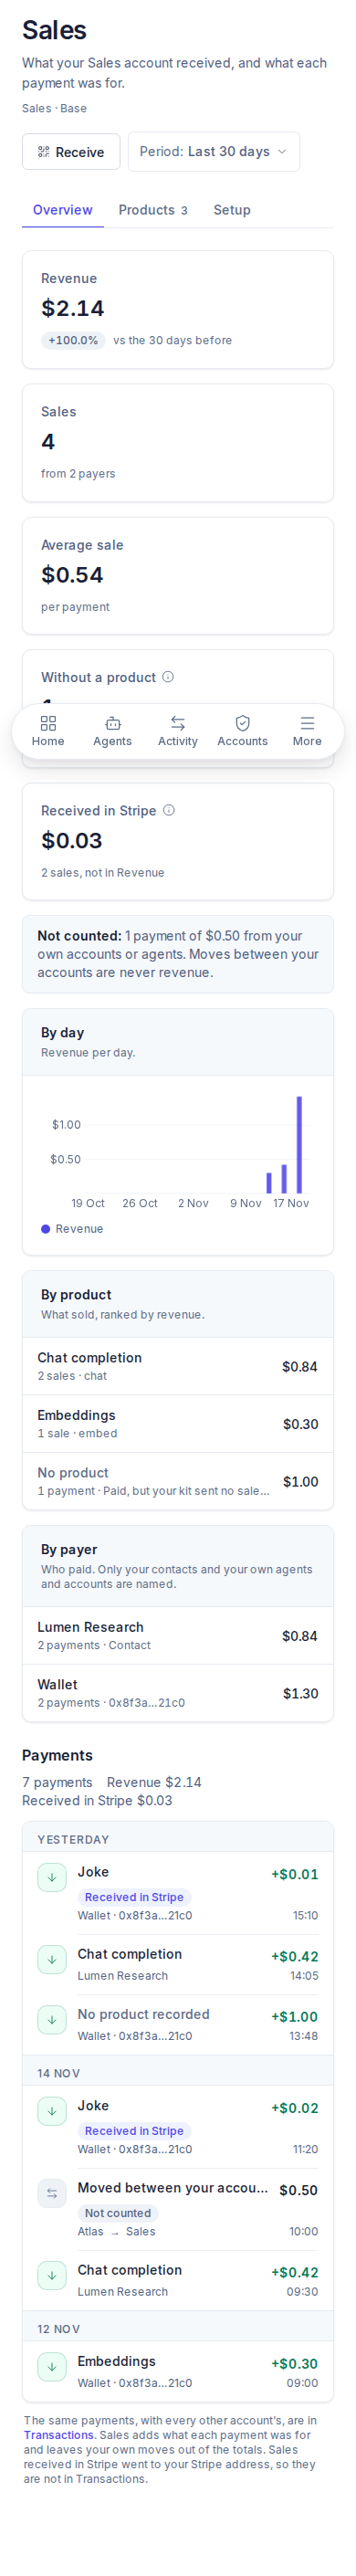 Sales
What your Sales account received, and what each
payment was for.
Sales · Base
Receive
Period: Last 30 days
Overview
Products 3
Setup
Revenue
$2.14
+100.0% vs the 30 days before
Sales
4
from 2 payers
Average sale
$0.54
per payment
Without a product
Home
Agents
Activity
Accounts
More
Received in Stripe
$0.03
2 sales, not in Revenue
Not counted: 1 payment of $0.50 from your
own accounts or agents. Moves between your
accounts are never revenue.
By day
Revenue per day.
$1.00
$0.50
19 Oct
26 Oct
2 Nov
9 Nov
17 Nov
Revenue
By product
What sold, ranked by revenue.
Chat completion
$0.84
2 sales · chat
Embeddings
$0.30
1 sale · embed
No product
$1.00
1 payment · Paid, but your kit sent no sale...
By payer
Who paid. Only your contacts and your own agents
and accounts are named.
Lumen Research
$0.84
2 payments · Contact
Wallet
$1.30
2 payments · 0x8f3a...21c0
Payments
7 payments Revenue $2.14
Received in Stripe $0.03
YESTERDAY
Joke
+$0.01
Received in Stripe
Wallet · 0x8f3a...21c0
15:10
Chat completion
+$0.42
Lumen Research
14:05
No product recorded
+$1.00
Wallet · 0x8f3a...21c0
13:48
14 NOV
Joke
+$0.02
Received in Stripe
Wallet · 0x8f3a...21c0
11:20
Moved between your accou...
$0.50
Not counted
Atlas → Sales
10:00
Chat completion
+$0.42
Lumen Research
09:30
12 NOV
Embeddings
+$0.30
Wallet · 0x8f3a...21c0
09:00
The same payments, with every other account's, are in
Transactions. Sales adds what each payment was for
and leaves your own moves out of the totals. Sales
received in Stripe went to your Stripe address, so they
are not in Transactions.